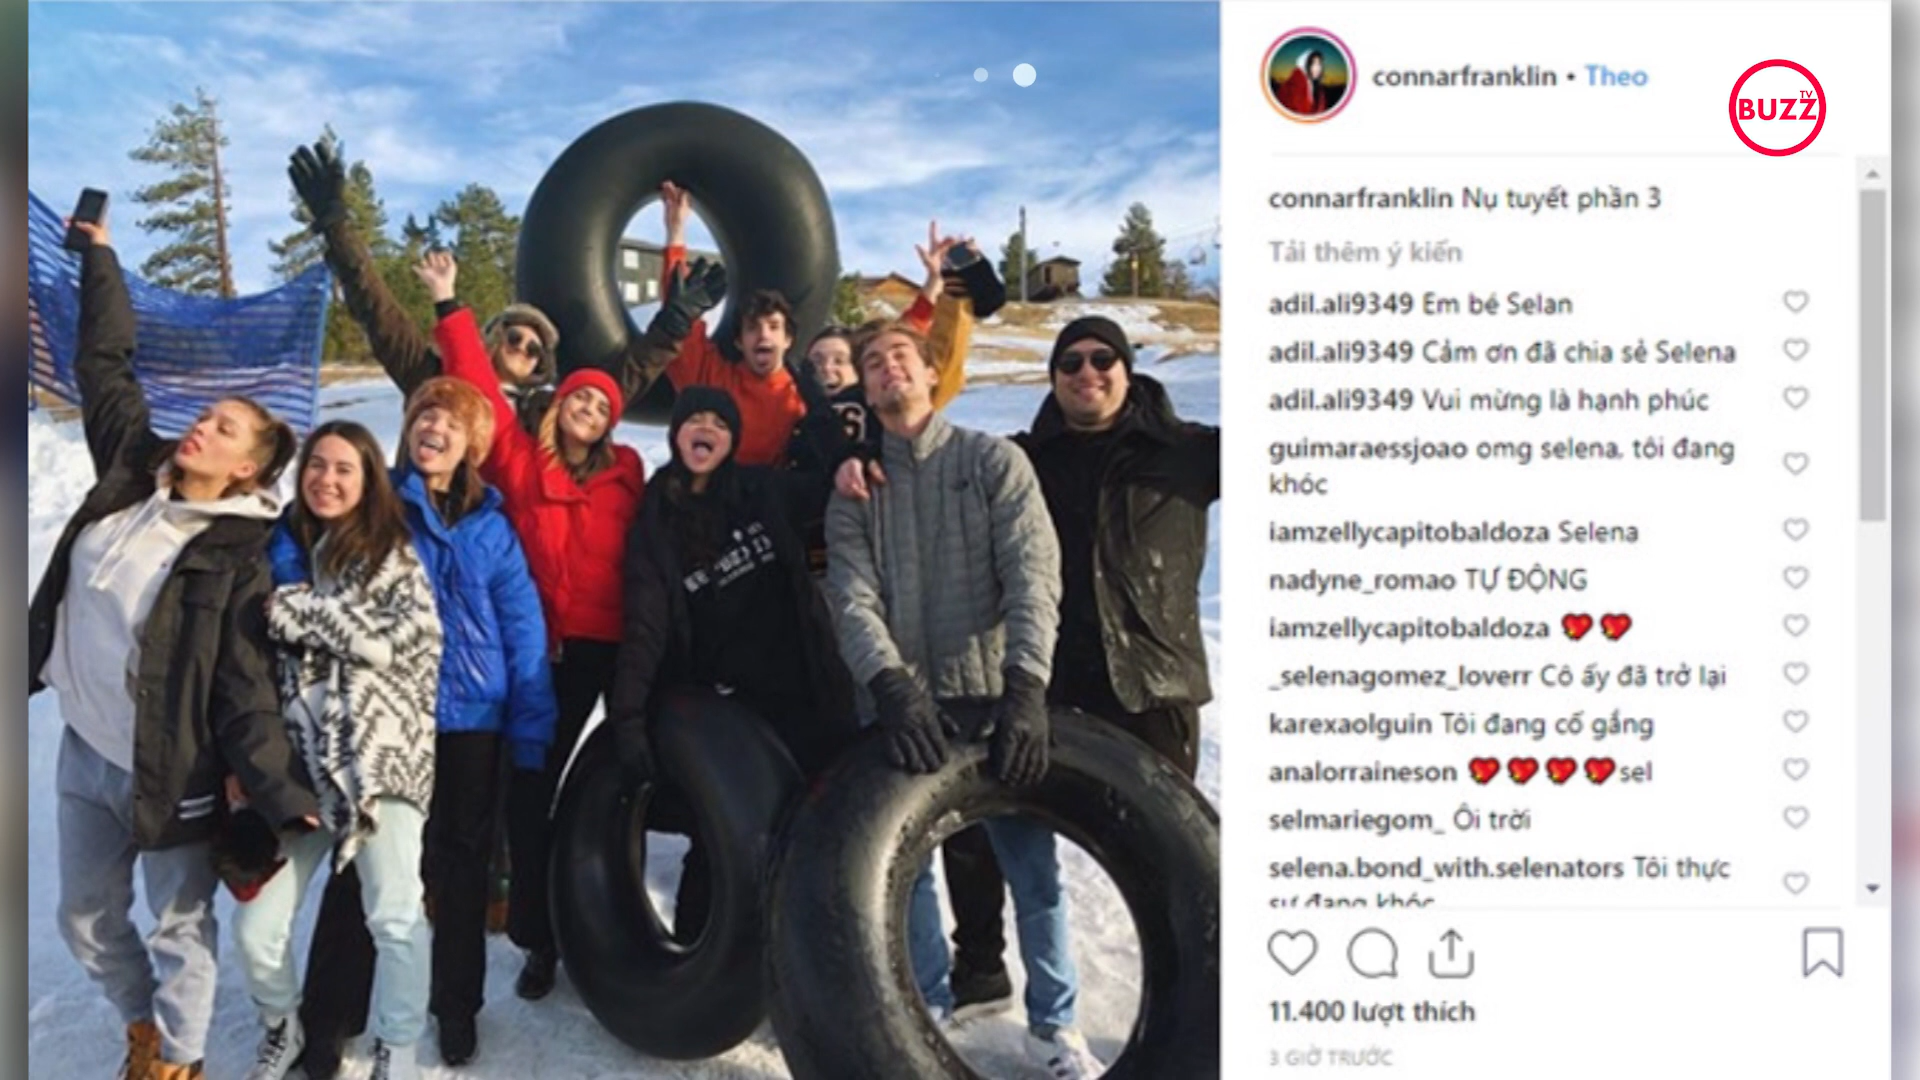 connarfranklin • Theo
BUZZ TV
connarfranklin Nụ tuyết phần 3
Tải thêm ý kiến
adil.ali9349 Em bé Selan
adil.ali9349 Cảm ơn đã chia sẻ Selena
adil.ali9349 Vui mừng là hạnh phúc
guimaraessjoao omg selena. tôi đang
khóc
iamzellycapitobaldoza Selena
nadyne_romao TỰ ĐỘNG
iamzellycapitobaldoza
_selenagomez_loverr Cô ấy đã trở lại
karexaolguin Tôi đang cố gắng
analorraineson sel
selmariegom_ Ôi trời
selena.bond_with.selenators Tôi thực
sự đang khóc
11.400 lượt thích
3 GIỜ TRƯỚC